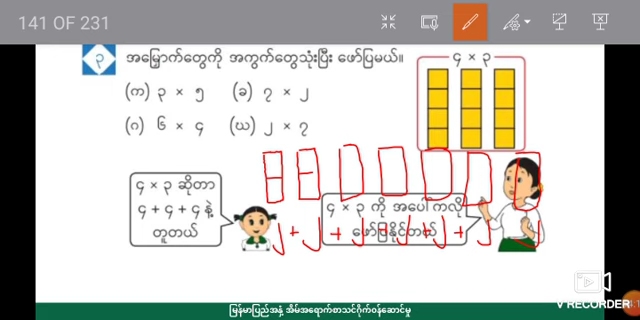 141 OF 231
၃ အမြှောက်တွေကို အကွက်တွေသုံးပြီး ဖော်ပြမယ်။
(က) ၃ × ၅ (ခ) ၇ × ၂
(ဂ) ၆ × ၄ (ဃ) ၂ × ၇
၄ × ၃
၄ × ၃ ဆိုတာ
၄ + ၄ + ၄ နဲ့
တူတယ်
၄ × ၃ ကို အပေါ်ကလို
ဖော်ပြနိုင်တယ်
၂ + ၂ + ၂ + ၂ + ၂ + ၂ ၂
V RECORDER
မြန်မာပြည်အနှံ့ အိမ်အရောက်စာသင်ဝိုက်ဝန်ဆောင်မှု